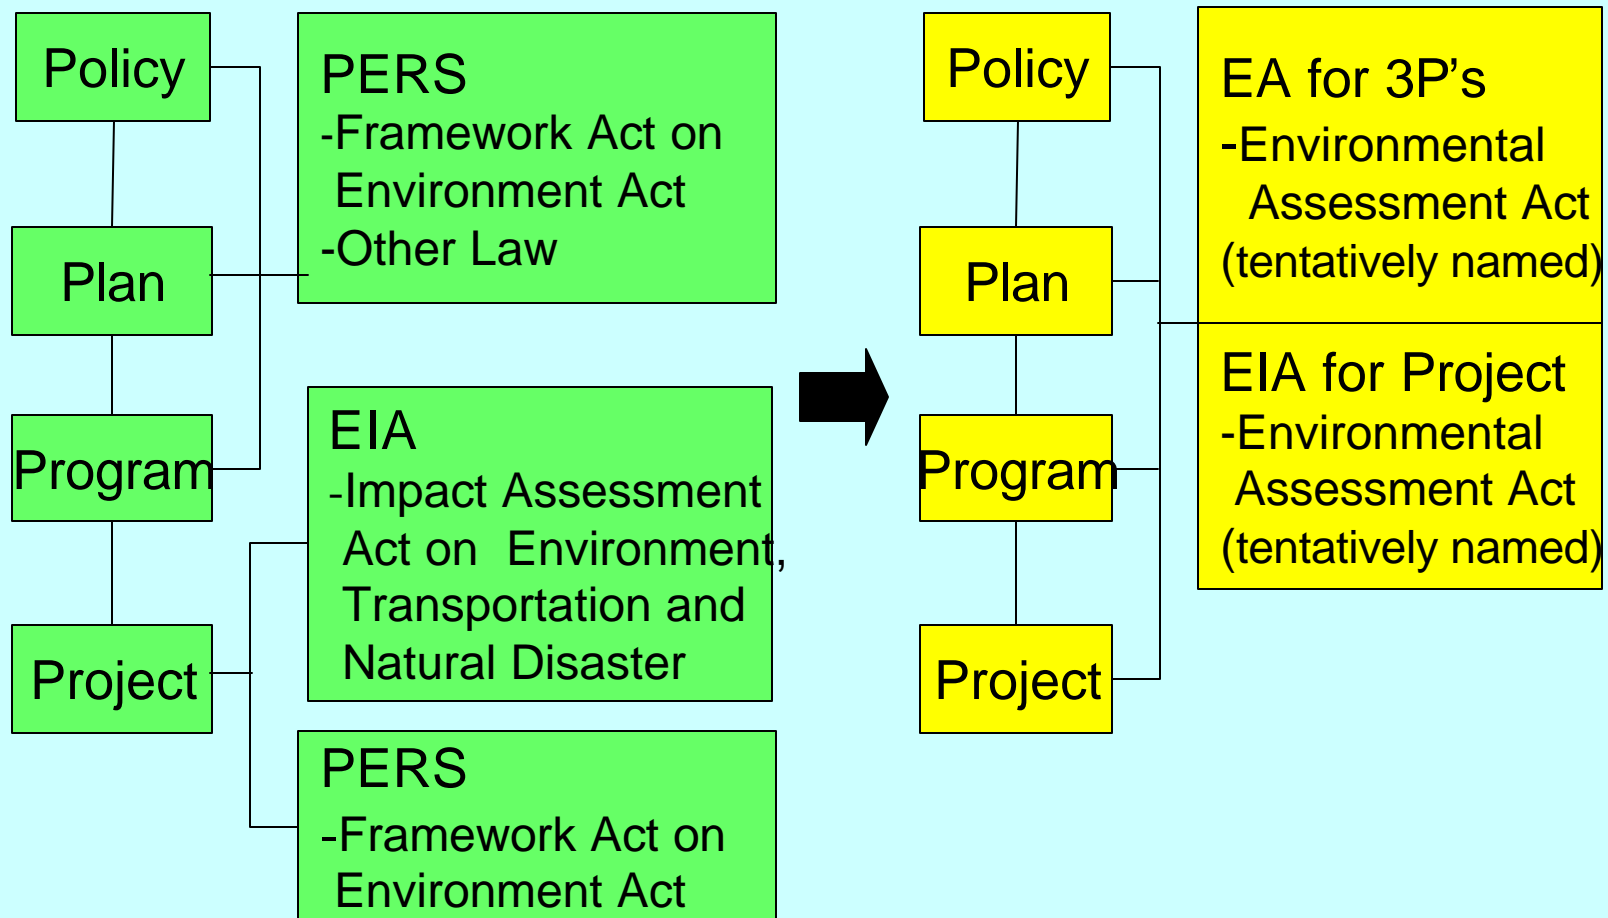 Policy
Plan
Program
Project
PERS
-Framework Act on
Environment Act
-Other Law
EIA
-Impact Assessment
Act on Environment,
Transportation and
Natural Disaster
PERS
-Framework Act on
Environment Act
Policy
Plan
Program
Project
EA for 3P's
-Environmental
Assessment Act
(tentatively named)
EIA for Project
-Environmental
Assessment Act
(tentatively named)